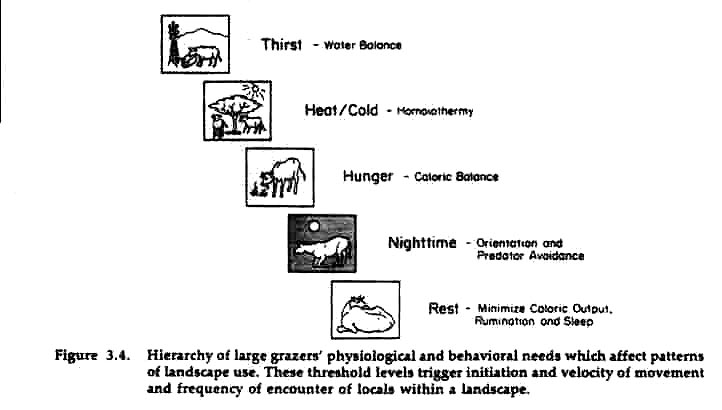 Thirst - Water Balance
Heat/Cold - Homoiothermy
Hunger - Caloric Balance
Nighttime - Orientation and
Predator Avoidance
Rest - Minimize Caloric Output,
Rumination and Sleep
Figure 3.4. Hierarchy of large grazers' physiological and behavioral needs which affect patterns
of landscape use. These threshold levels trigger initiation and velocity of movement
and frequency of encounter of locals within a landscape.